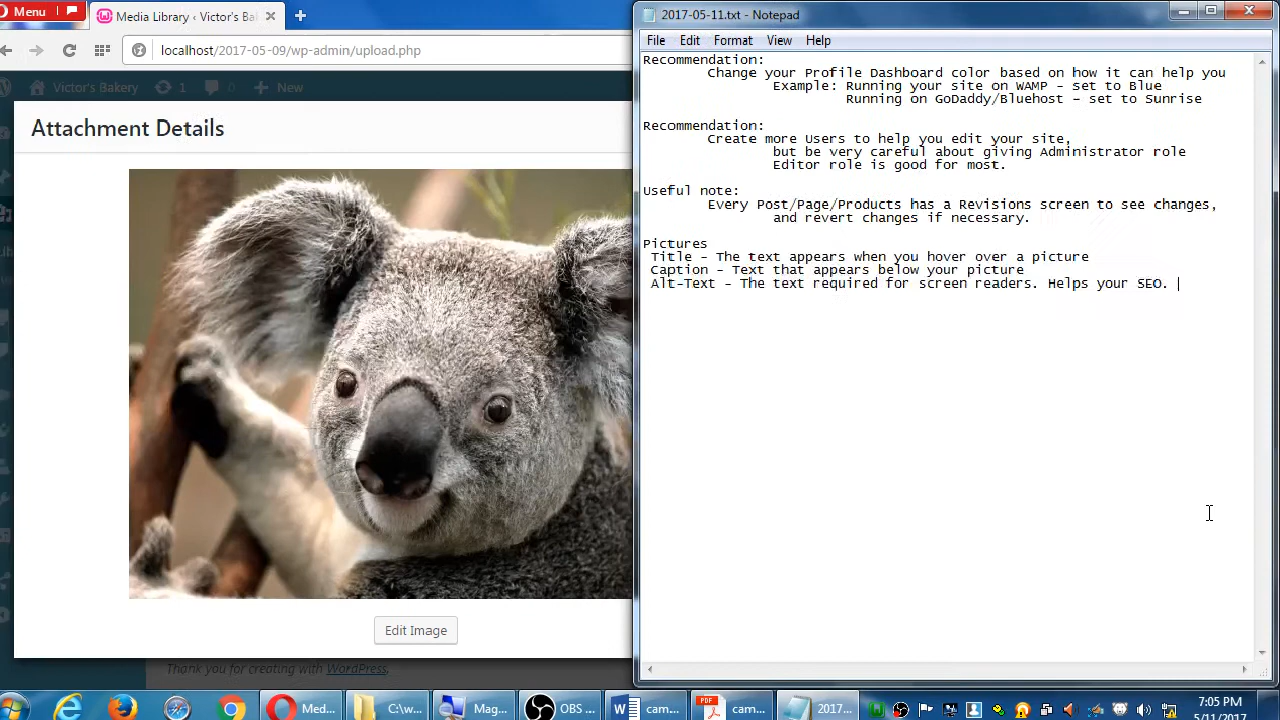 Menu
Media Library ‹ Victor's Bak
localhost/2017-05-09/wp-admin/upload.php
Victor's Bakery
1
0
New
Attachment Details
Edit Image
Thank you for creating with WordPress.
2017-05-11.txt - Notepad
File Edit Format View Help
Recommendation:
Change your Profile Dashboard color based on how it can help you
Example: Running your site on WAMP - set to Blue
Running on GoDaddy/Bluehost - set to Sunrise
Recommendation:
Create more Users to help you edit your site,
but be very careful about giving Administrator role
Editor role is good for most.
Useful note:
Every Post/Page/Products has a Revisions screen to see changes,
and revert changes if necessary.
Pictures
Title - The text appears when you hover over a picture
Caption - Text that appears below your picture
Alt-Text - The text required for screen readers. Helps your SEO.
Med...
C:\w...
Mag...
OBS ...
cam...
cam...
2017...
7:05 PM
5/11/2017